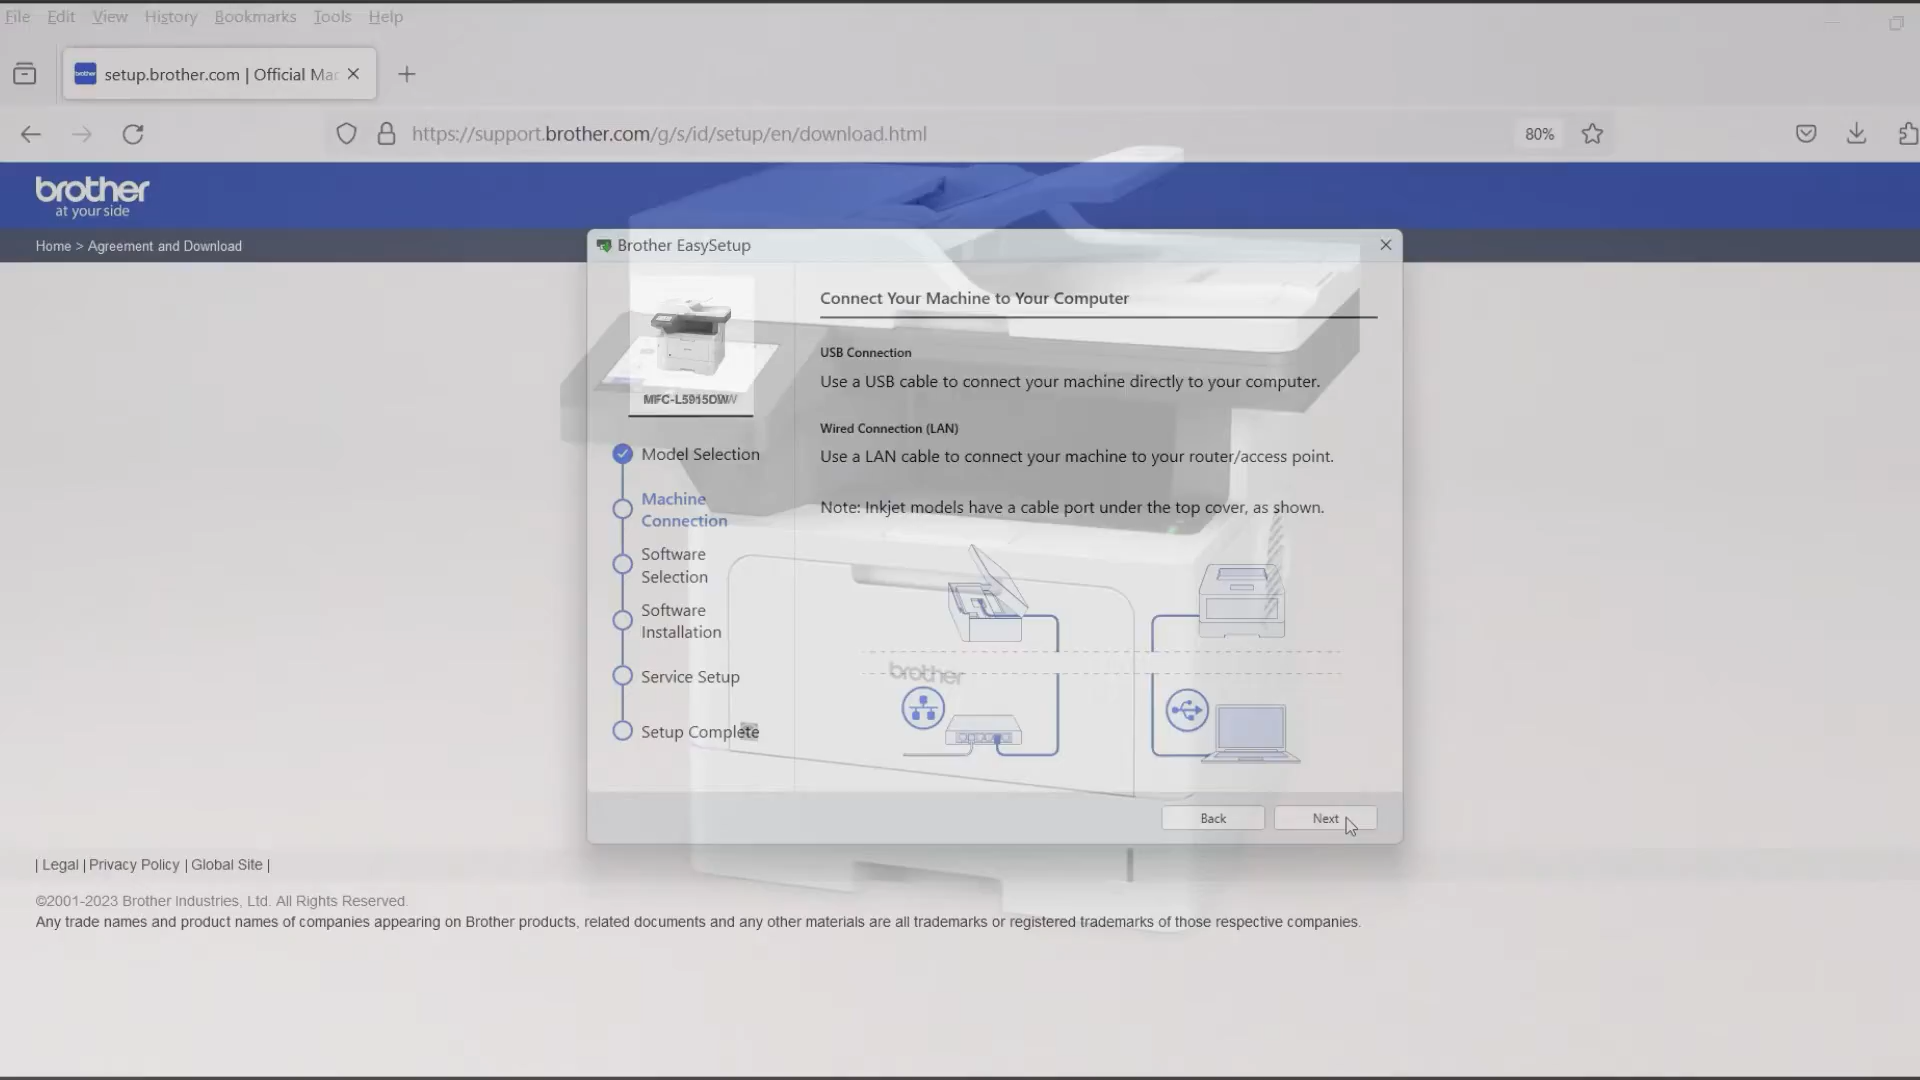 File Edit View History Bookmarks Tools Help
setup.brother.com | Official Ma
https://support.brother.com/g/s/id/setup/en/download.html
80%
brother
at your side
Home > Agreement and Download
Brother EasySetup
Connect Your Machine to Your Computer
USB Connection
Use a USB cable to connect your machine directly to your computer.
Wired Connection (LAN)
Use a LAN cable to connect your machine to your router/access point.
Note: Inkjet models have a cable port under the top cover, as shown.
MFC-L5915DW
Model Selection
Machine
Connection
Software
Selection
Software
Installation
Service Setup
Setup Complete
brother
Back
Next
| Legal | Privacy Policy | Global Site |
©2001-2023 Brother Industries, Ltd. All Rights Reserved.
Any trade names and product names of companies appearing on Brother products, related documents and any other materials are all trademarks or registered trademarks of those respective companies.